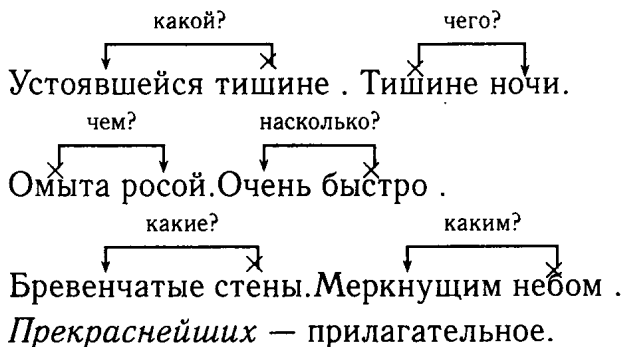 какой? чего?
Устоявшейся тишине . Тишине ночи.
чем? насколько?
Омыта росой.Очень быстро .
какие? каким?
Бревенчатые стены.Меркнущим небом .
Прекраснейших — прилагательное.